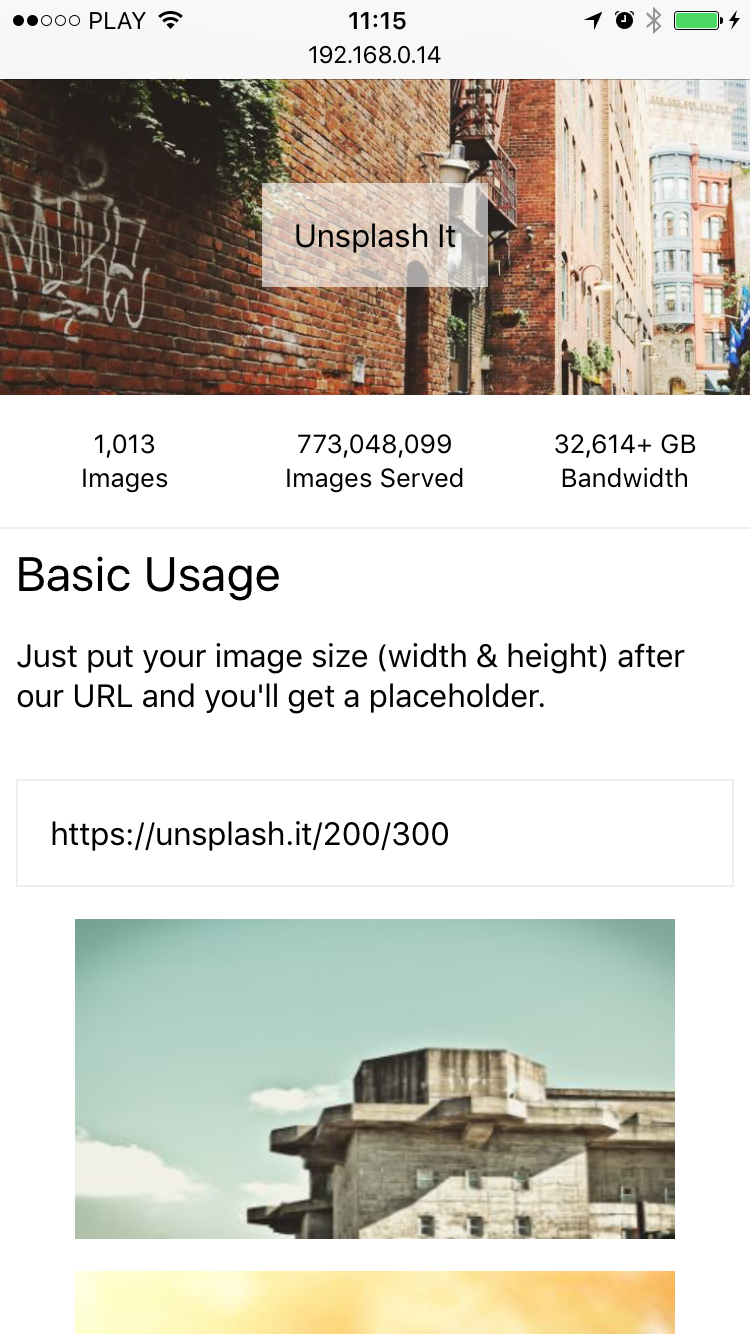 PLAY 11:15
192.168.0.14
Unsplash It
1,013
Images
773,048,099
Images Served
32,614+ GB
Bandwidth
Basic Usage
Just put your image size (width & height) after
our URL and you'll get a placeholder.
https://unsplash.it/200/300